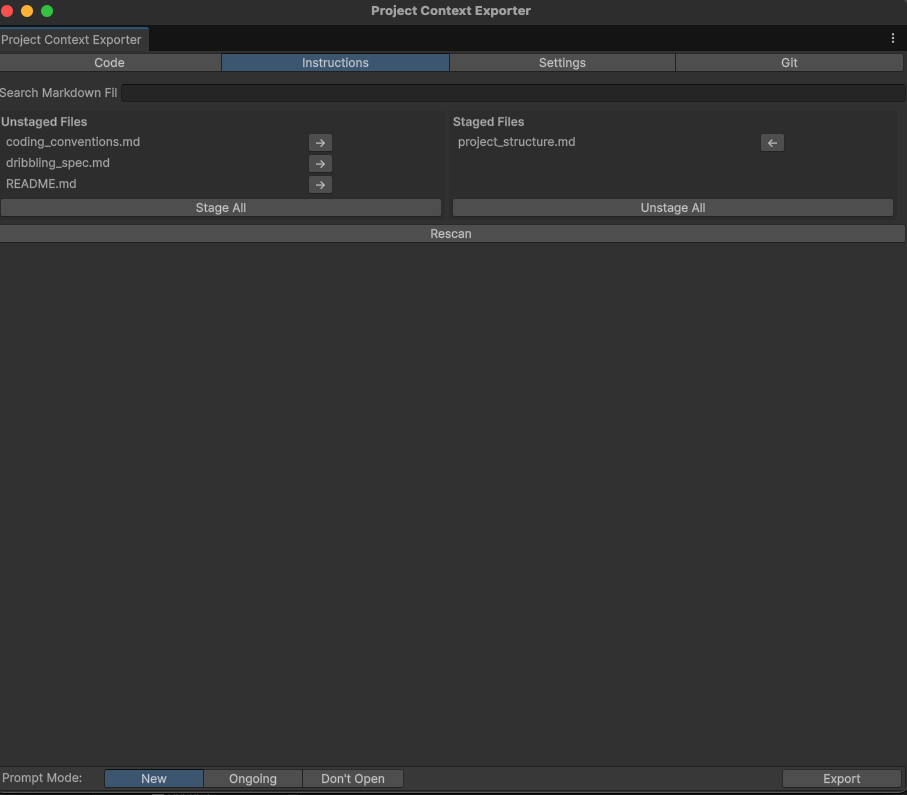 Project Context Exporter
Project Context Exporter
Code Instructions Settings Git
Search Markdown Fil
Unstaged Files
coding_conventions.md
dribbling_spec.md
README.md
Stage All
Staged Files
project_structure.md
Unstage All
Rescan
Prompt Mode: New Ongoing Don't Open Export